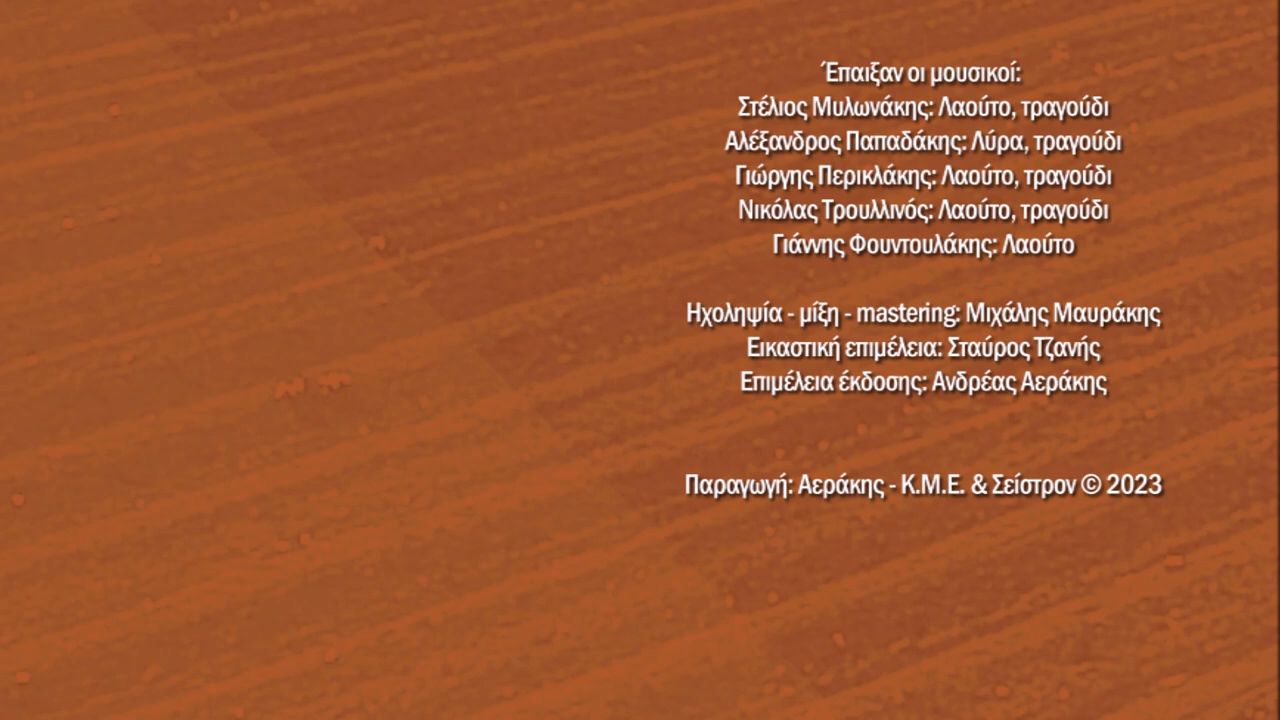 Έπαιξαν οι μουσικοί:
Στέλιος Μυλωνάκης: Λαούτο, τραγούδι
Αλέξανδρος Παπαδάκης: Λύρα, τραγούδι
Γιώργης Περικλάκης: Λαούτο, τραγούδι
Νικόλας Τρουλλινός: Λαούτο, τραγούδι
Γιάννης Φουντουλάκης: Λαούτο
Ηχοληψία - μίξη - mastering: Μιχάλης Μαυράκης
Εικαστική επιμέλεια: Σταύρος Τζανής
Επιμέλεια έκδοσης: Ανδρέας Αεράκης
Παραγωγή: Αεράκης - Κ.Μ.Ε. & Σείστρον © 2023